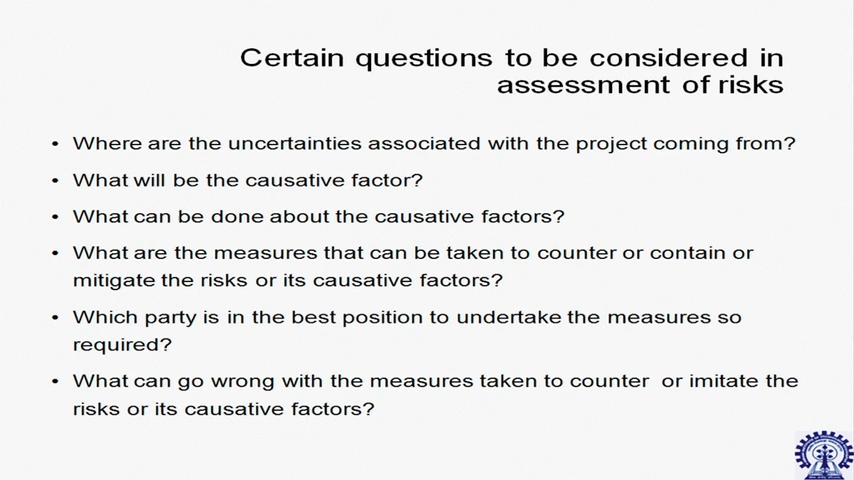 Certain questions to be considered in
assessment of risks
• Where are the uncertainties associated with the project coming from?
• What will be the causative factor?
• What can be done about the causative factors?
• What are the measures that can be taken to counter or contain or
mitigate the risks or its causative factors?
• Which party is in the best position to undertake the measures so
required?
• What can go wrong with the measures taken to counter  or imitate the
risks or its causative factors?